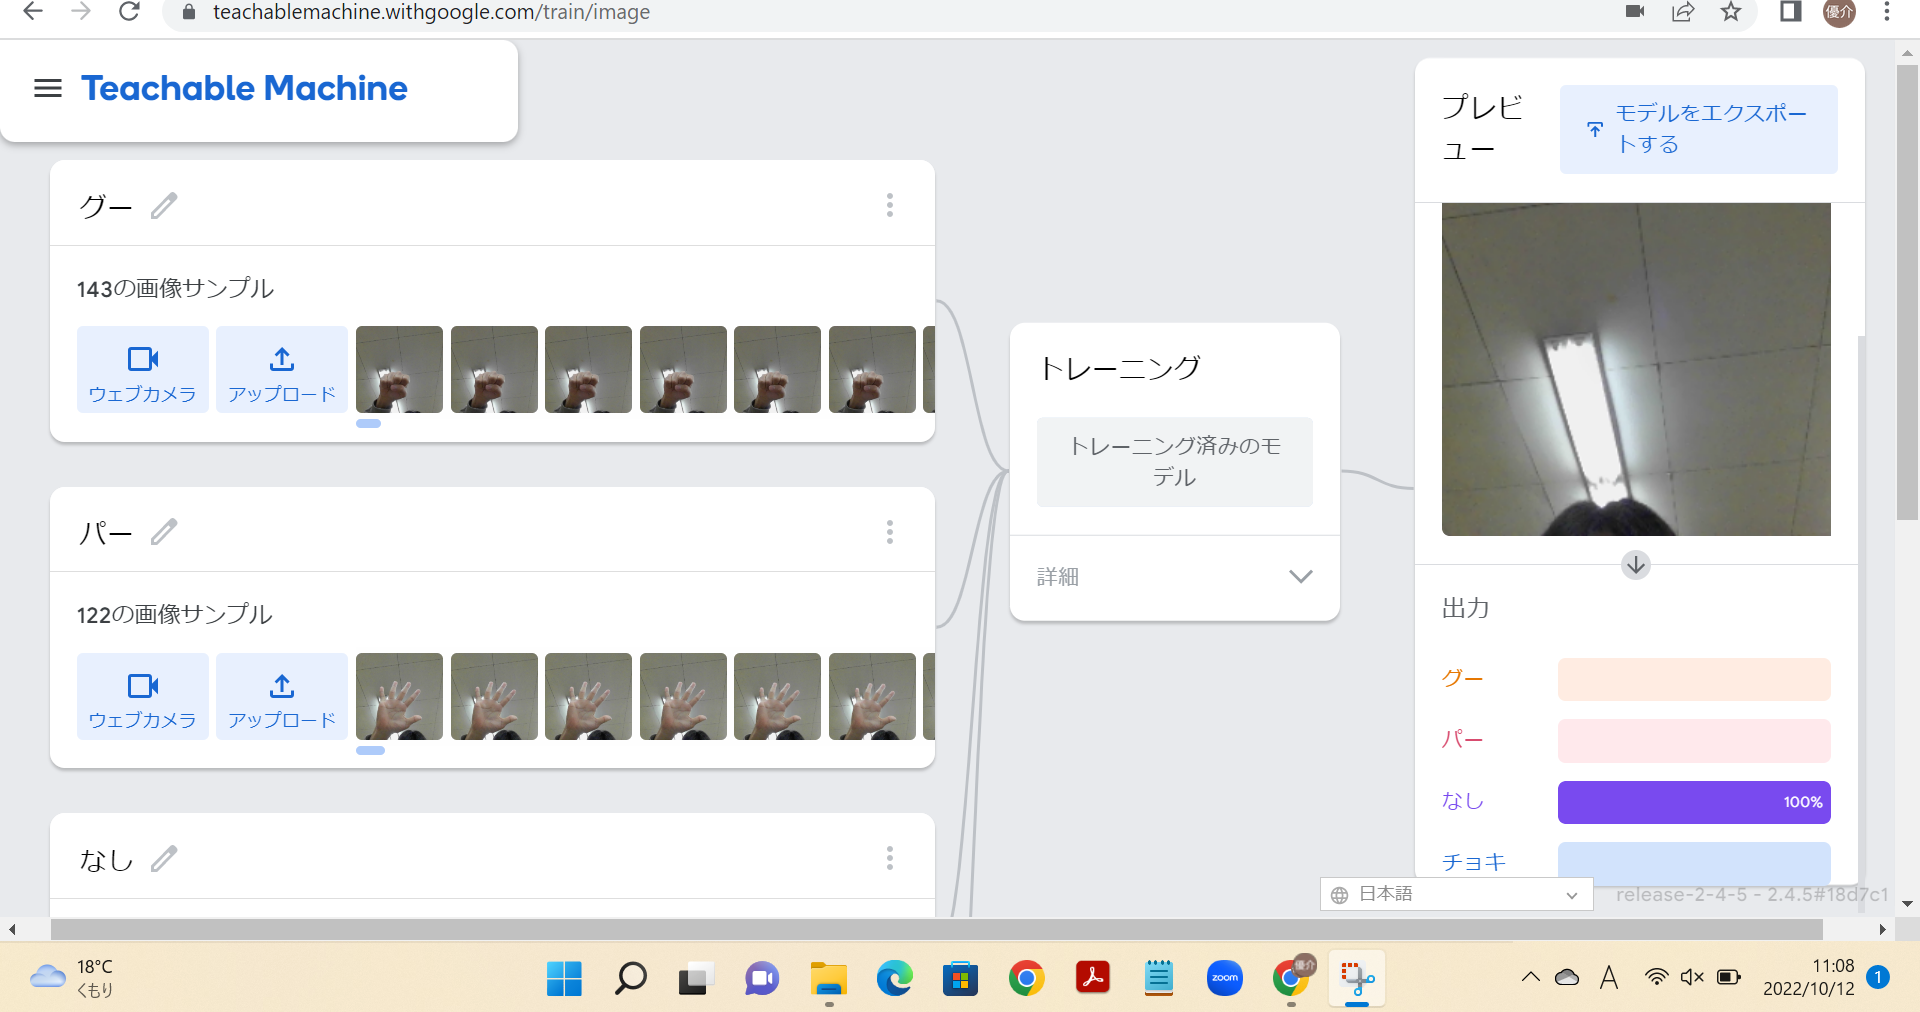 teachablemachine.withgoogle.com/train/image
優介
Teachable Machine
グー
143の画像サンプル
ウェブカメラ
アップロード
パー
122の画像サンプル
ウェブカメラ
アップロード
なし
トレーニング
トレーニング済みのモ
デル
詳細
プレビ
ュー
モデルをエクスポー
トする
出力
グー
パー
なし
100%
チョキ
日本語
release-2-4-5 - 2.4.5#18d7c1
18°C
くもり
zoom
優介
A
11:08
2022/10/12
1